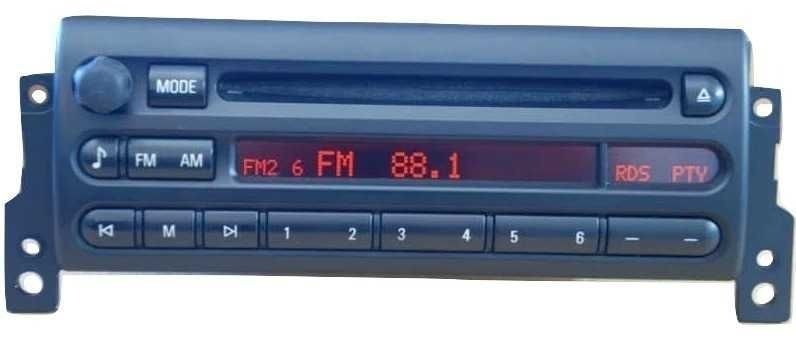 MODE
FM AM
FM2 6 FM 88.1
RDS PTY
M 1 2 3 4 5 6 — —